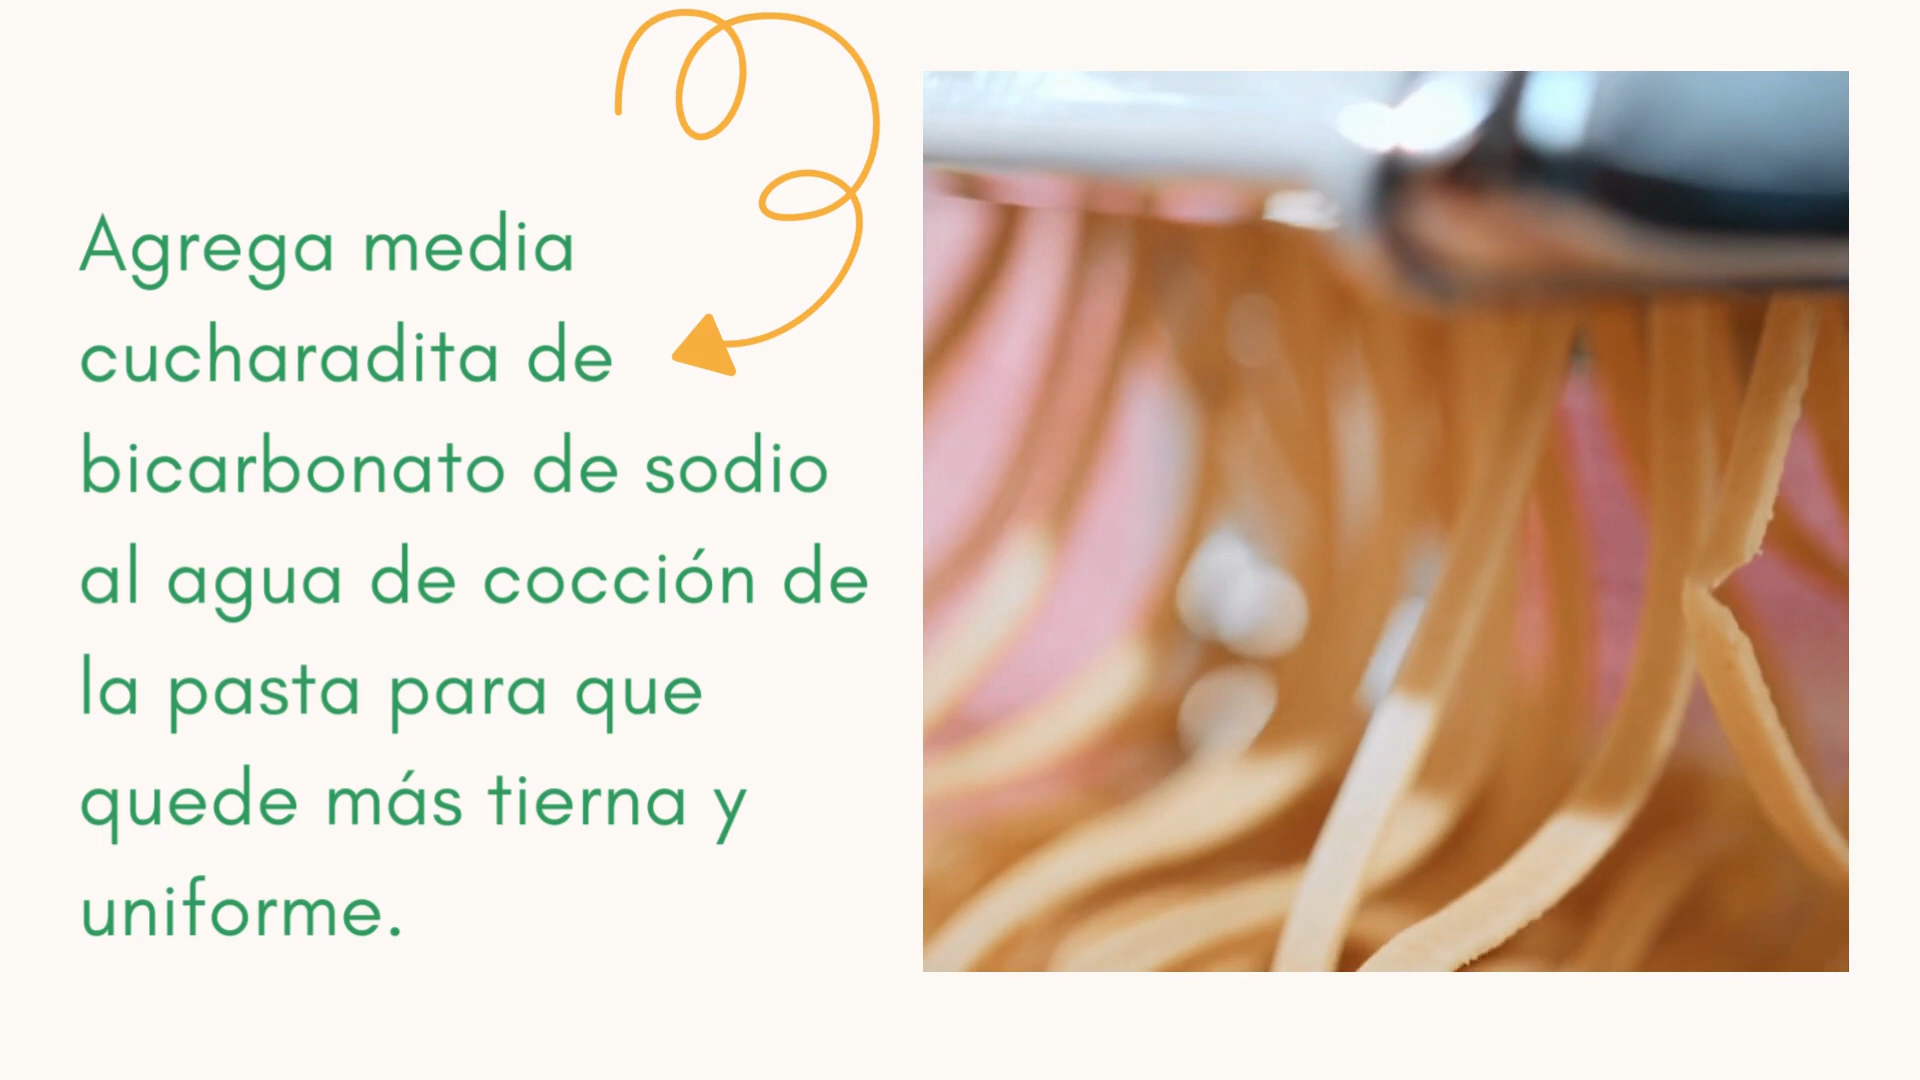 Agrega media
cucharadita de
bicarbonato de sodio
al agua de cocción de
la pasta para que
quede más tierna y
uniforme.